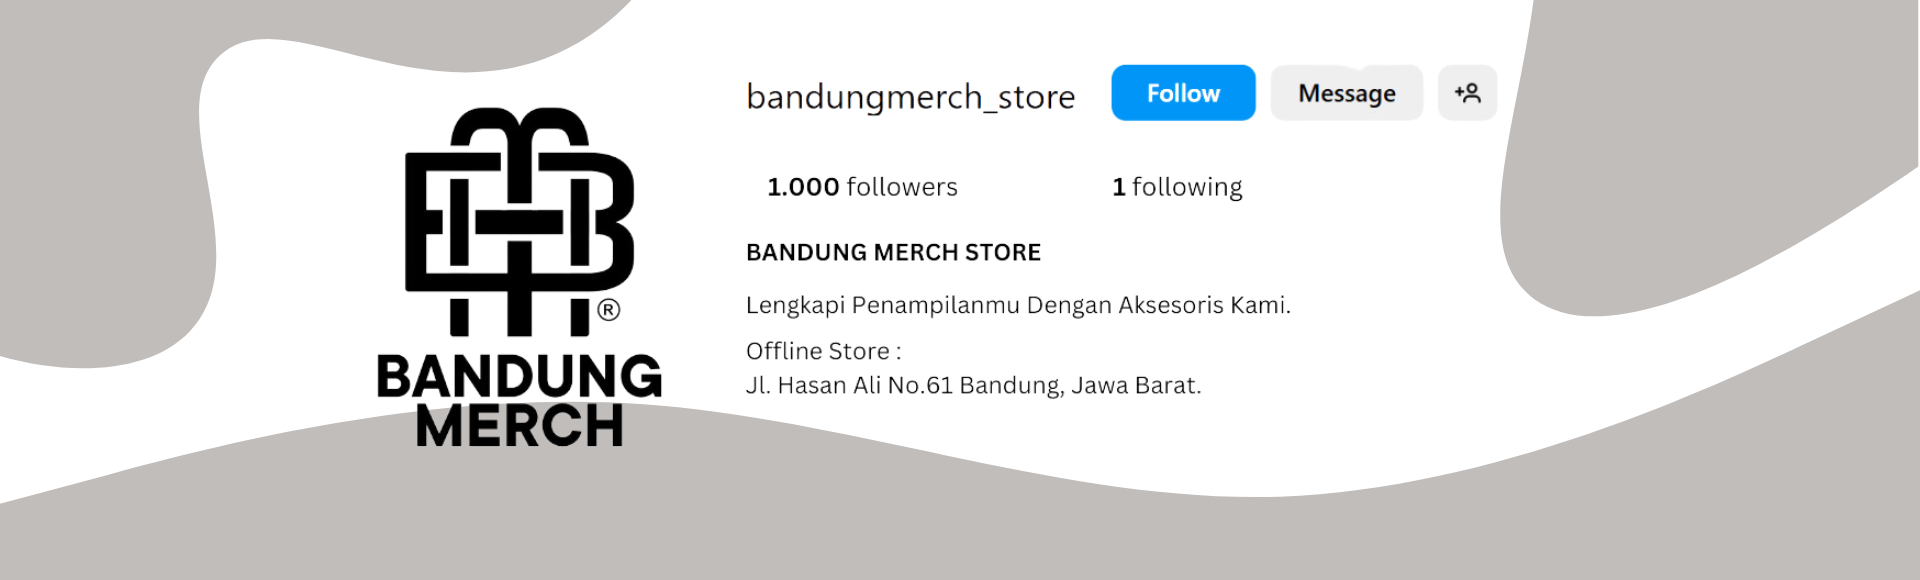 bandungmerch_store Follow Message
1.000 followers 1 following
BANDUNG MERCH STORE
Lengkapi Penampilanmu Dengan Aksesoris Kami.
Offline Store :
Jl. Hasan Ali No.61 Bandung, Jawa Barat.
®
BANDUNG
MERCH